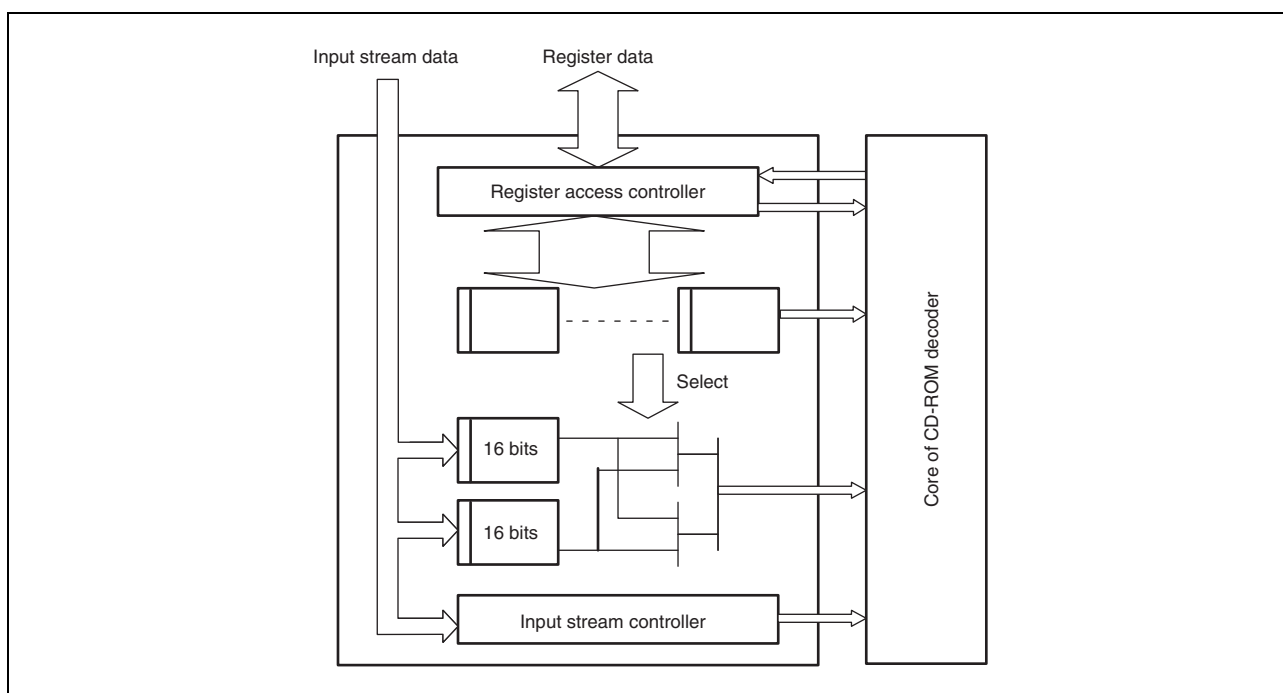 Input stream data
Register data
Register access controller
Select
16 bits
16 bits
Input stream controller
Core of CD-ROM decoder